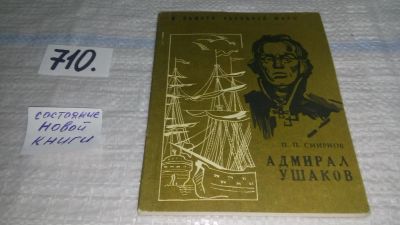 710.
состояние
новой
книги
П. П. СМИРНОВ
АДМИРАЛ
УШАКОВ